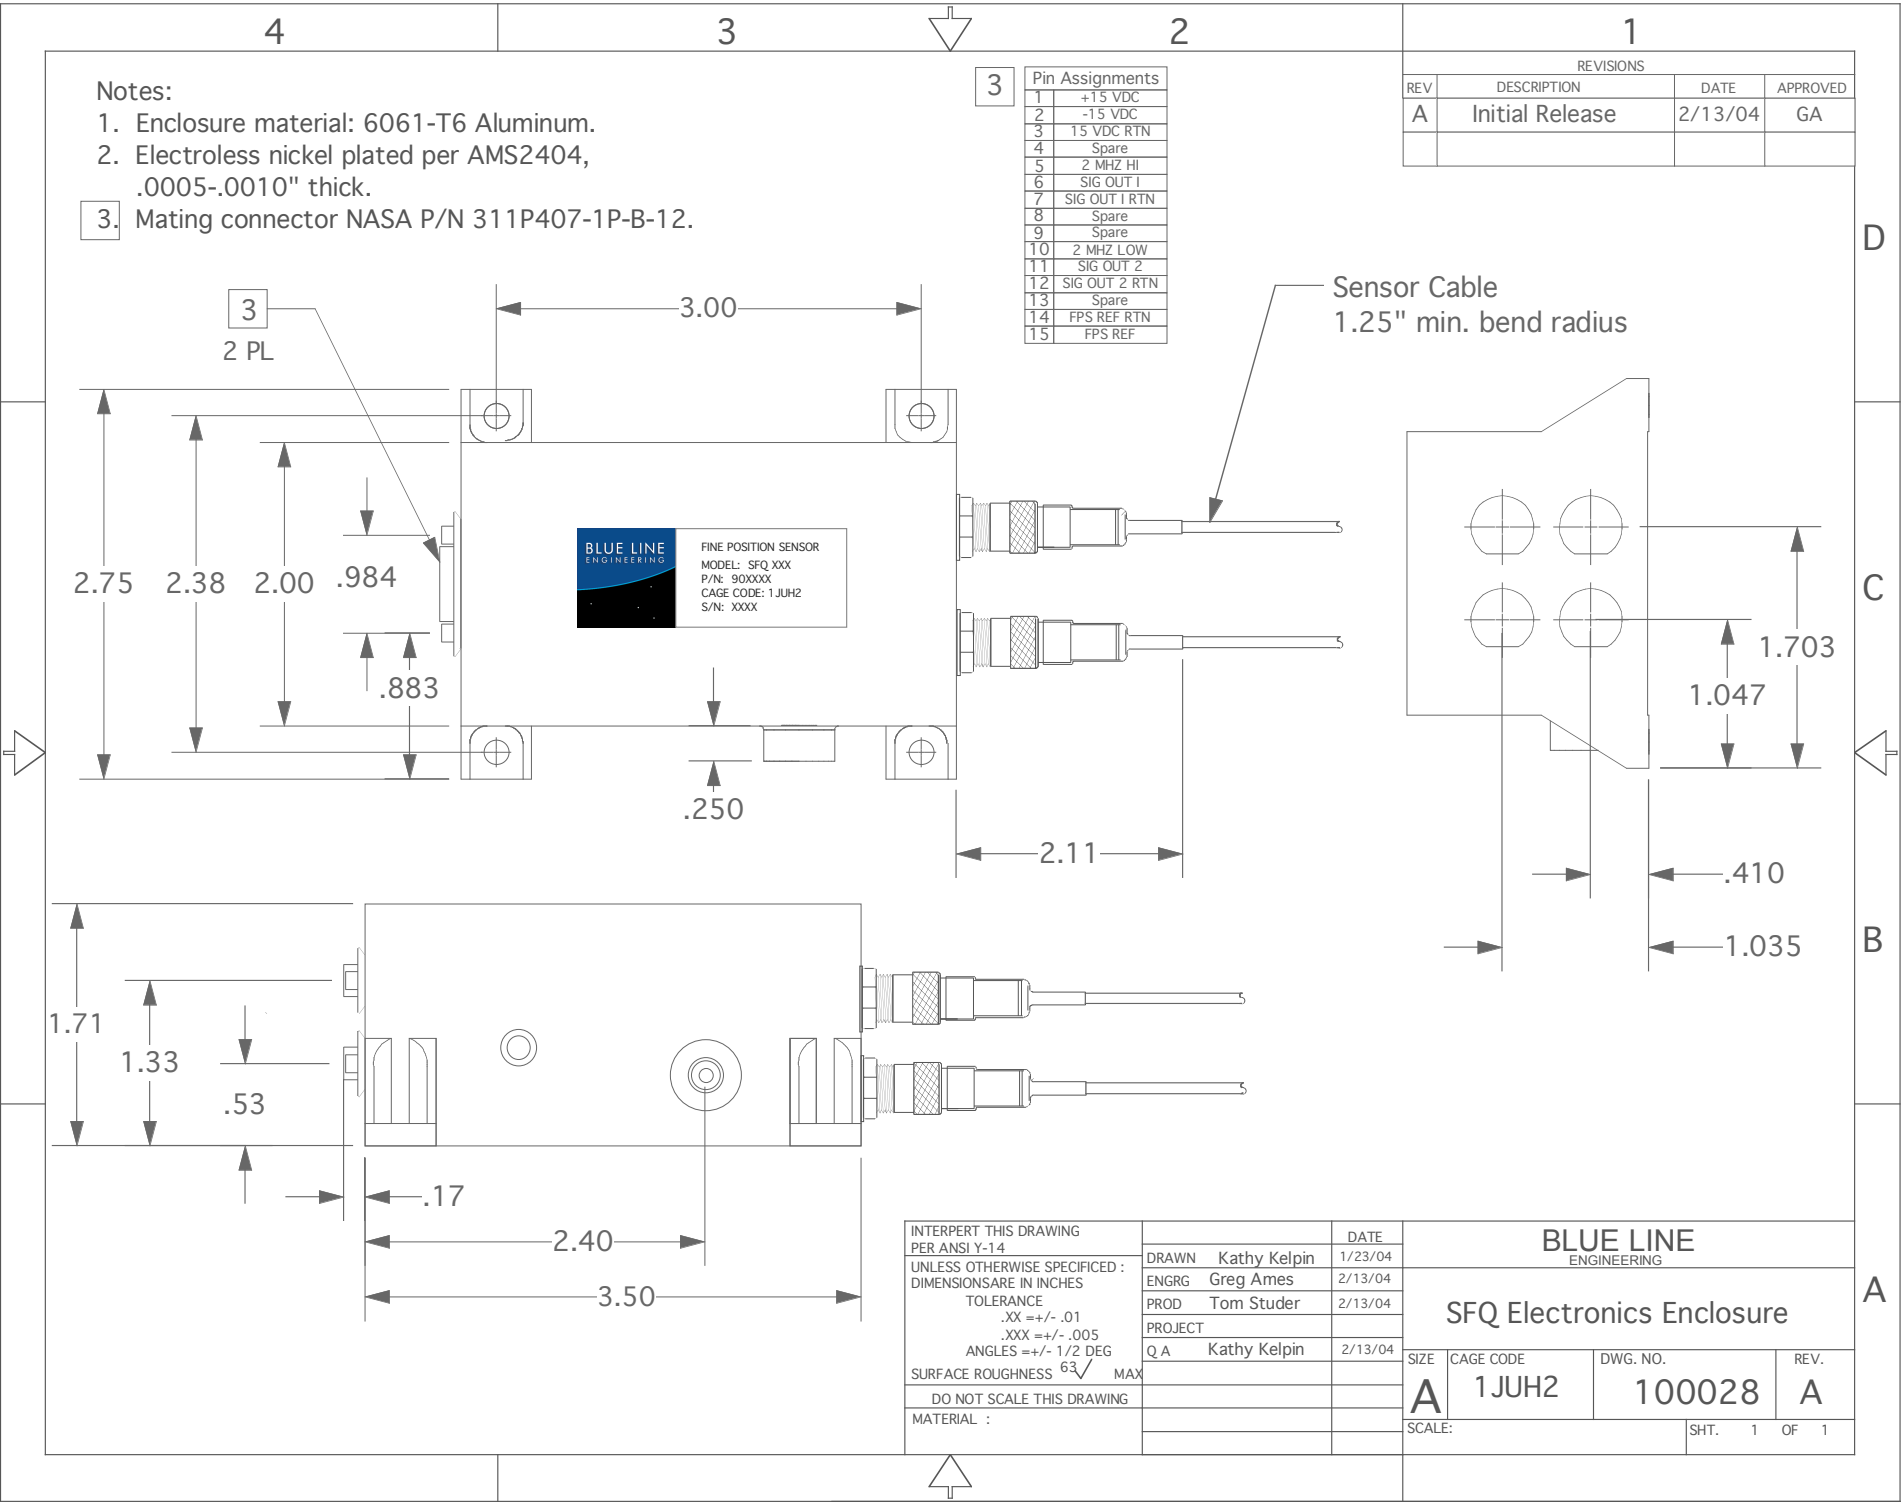 4
3
2
1
Notes:
1. Enclosure material: 6061-T6 Aluminum.
2. Electroless nickel plated per AMS2404,
.0005-.0010" thick.
3. Mating connector NASA P/N 311P407-1P-B-12.
3
Pin Assignments
1 +15 VDC
2 -15 VDC
3 15 VDC RTN
4 Spare
5 2 MHZ HI
6 SIG OUT I
7 SIG OUT I RTN
8 Spare
9 Spare
10 2 MHZ LOW
11 SIG OUT 2
12 SIG OUT 2 RTN
13 Spare
14 FPS REF RTN
15 FPS REF
REVISIONS
REV DESCRIPTION DATE APPROVED
A Initial Release 2/13/04 GA
D
Sensor Cable
1.25" min. bend radius
3
2 PL
3.00
2.75
2.38
2.00
.984
.883
BLUE LINE
ENGINEERING
FINE POSITION SENSOR
MODEL: SFQ XXX
P/N: 90XXXX
CAGE CODE: 1JUH2
S/N: XXXX
.250
2.11
C
1.703
1.047
.410
1.035
B
1.71
1.33
.53
.17
2.40
3.50
INTERPERT THIS DRAWING
PER ANSI Y-14
UNLESS OTHERWISE SPECIFICED :
DIMENSIONSARE IN INCHES
TOLERANCE
.XX =+/- .01
.XXX =+/- .005
ANGLES =+/- 1/2 DEG
SURFACE ROUGHNESS 63 MAX
DO NOT SCALE THIS DRAWING
MATERIAL :
DATE
DRAWN Kathy Kelpin 1/23/04
ENGRG Greg Ames 2/13/04
PROD Tom Studer 2/13/04
PROJECT
Q A Kathy Kelpin 2/13/04
BLUE LINE
ENGINEERING
SFQ Electronics Enclosure
SIZE CAGE CODE DWG. NO. REV.
A 1JUH2 100028 A
SCALE: SHT. 1 OF 1
A